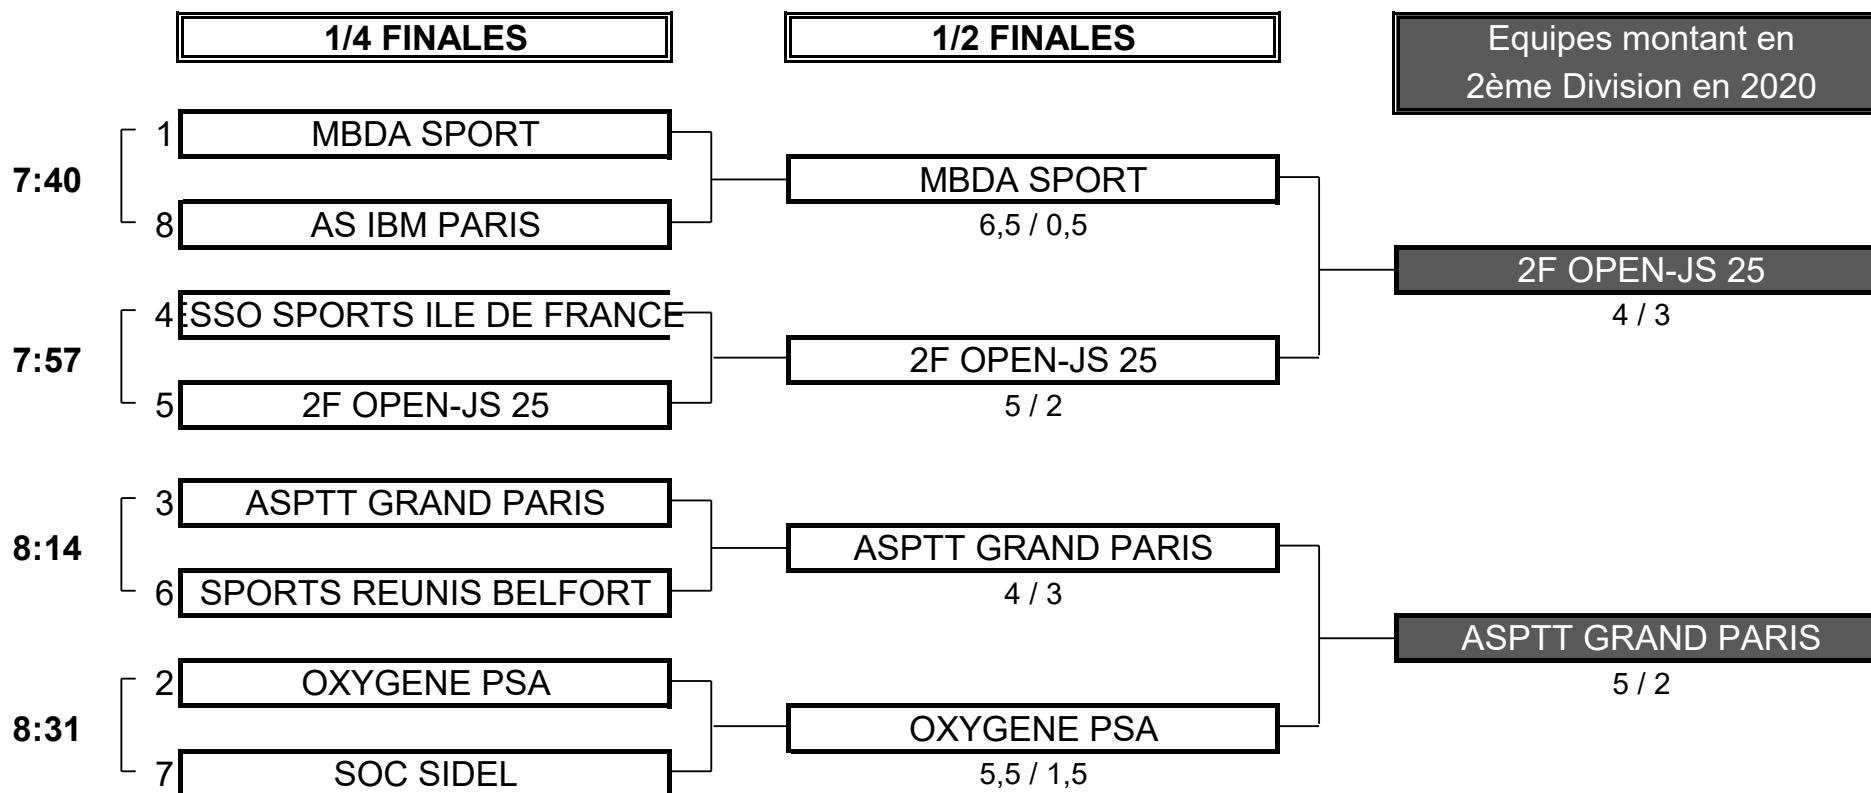 1/4 FINALES
1/2 FINALES
Equipes montant en
2ème Division en 2020
1 MBDA SPORT
7:40
MBDA SPORT
8 AS IBM PARIS
6,5 / 0,5
2F OPEN-JS 25
4 ESSO SPORTS ILE DE FRANCE
4 / 3
7:57
2F OPEN-JS 25
5 2F OPEN-JS 25
5 / 2
3 ASPTT GRAND PARIS
8:14
ASPTT GRAND PARIS
6 SPORTS REUNIS BELFORT
4 / 3
ASPTT GRAND PARIS
2 OXYGENE PSA
5 / 2
8:31
OXYGENE PSA
7 SOC SIDEL
5,5 / 1,5